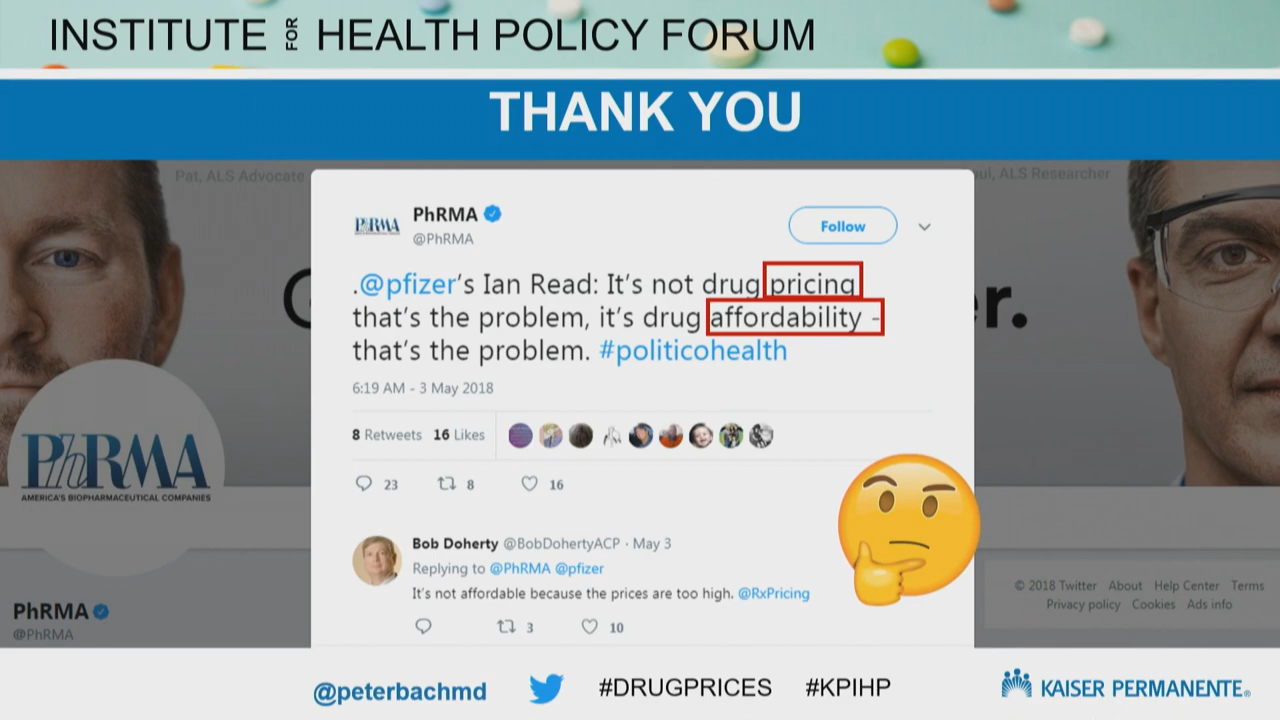 INSTITUTE FOR HEALTH POLICY FORUM
THANK YOU
Pat, ALS Advocate
ALS Researcher
G
er.
PhRMA
AMERICA'S BIOPHARMACEUTICAL COMPANIES
PhRMA
@PhRMA
PhRMA
PhRMA
@PhRMA
Follow
.@pfizer's Ian Read: It's not drug pricing
that's the problem, it's drug affordability -
that's the problem. #politicohealth
6:19 AM - 3 May 2018
8 Retweets 16 Likes
23 8 16
Bob Doherty @BobDohertyACP · May 3
Replying to @PhRMA @pfizer
It's not affordable because the prices are too high. @RxPricing
3 10
© 2018 Twitter About Help Center Terms
Privacy policy Cookies Ads info
@peterbachmd #DRUGPRICES #KPIHP KAISER PERMANENTE®